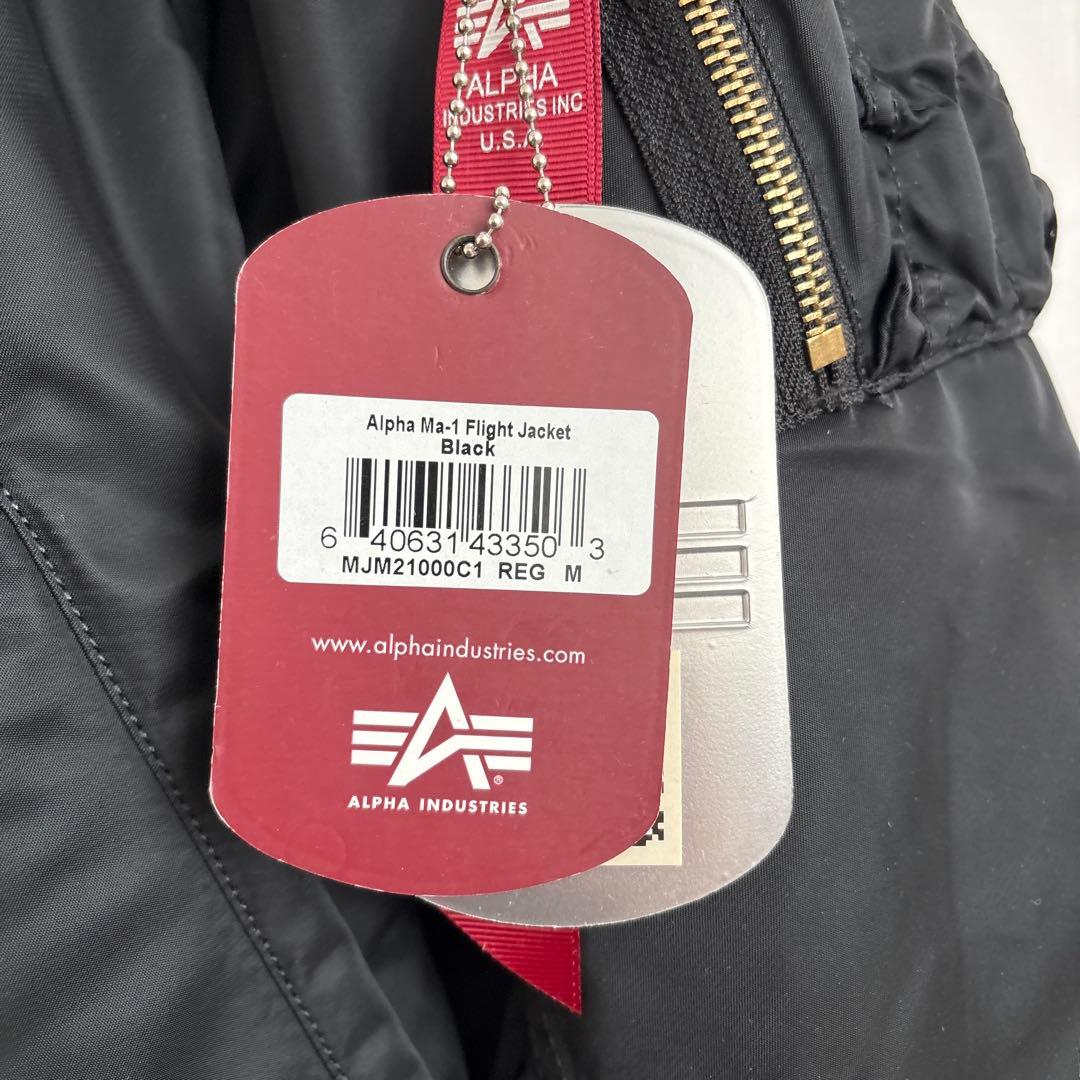 ALPHA
INDUSTRIES INC
U.S.A
Alpha Ma-1 Flight Jacket
Black
6 40631 43350 3
MJM21000C1 REG M
www.alphaindustries.com
®
ALPHA INDUSTRIES